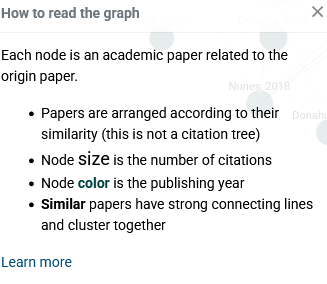 How to read the graph
Each node is an academic paper related to the
origin paper.
Nunes, 2018
Donah
• Papers are arranged according to their
similarity (this is not a citation tree)
• Node size is the number of citations
• Node color is the publishing year
• Similar papers have strong connecting lines
and cluster together
Learn more